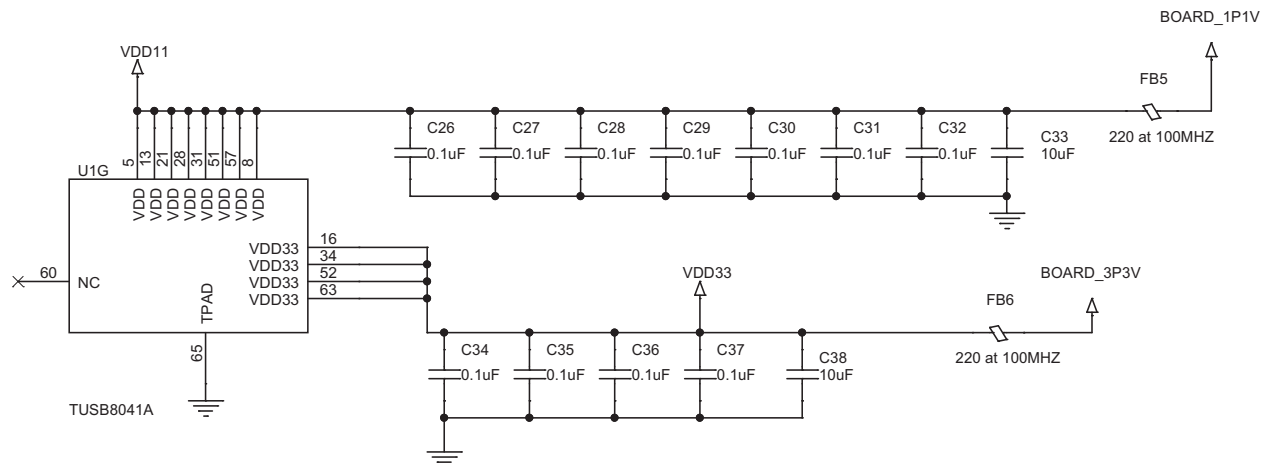 BOARD_1P1V
VDD11
FB5
220 at 100MHZ
C26
0.1uF
C27
0.1uF
C28
0.1uF
C29
0.1uF
C30
0.1uF
C31
0.1uF
C32
0.1uF
C33
10uF
5
13
21
28
31
51
57
8
U1G
VDD
VDD
VDD
VDD
VDD
VDD
VDD
VDD
VDD33 16
VDD33 34
VDD33 52
VDD33 63
60 NC
TPAD
65
TUSB8041A
VDD33
BOARD_3P3V
FB6
220 at 100MHZ
C34
0.1uF
C35
0.1uF
C36
0.1uF
C37
0.1uF
C38
10uF